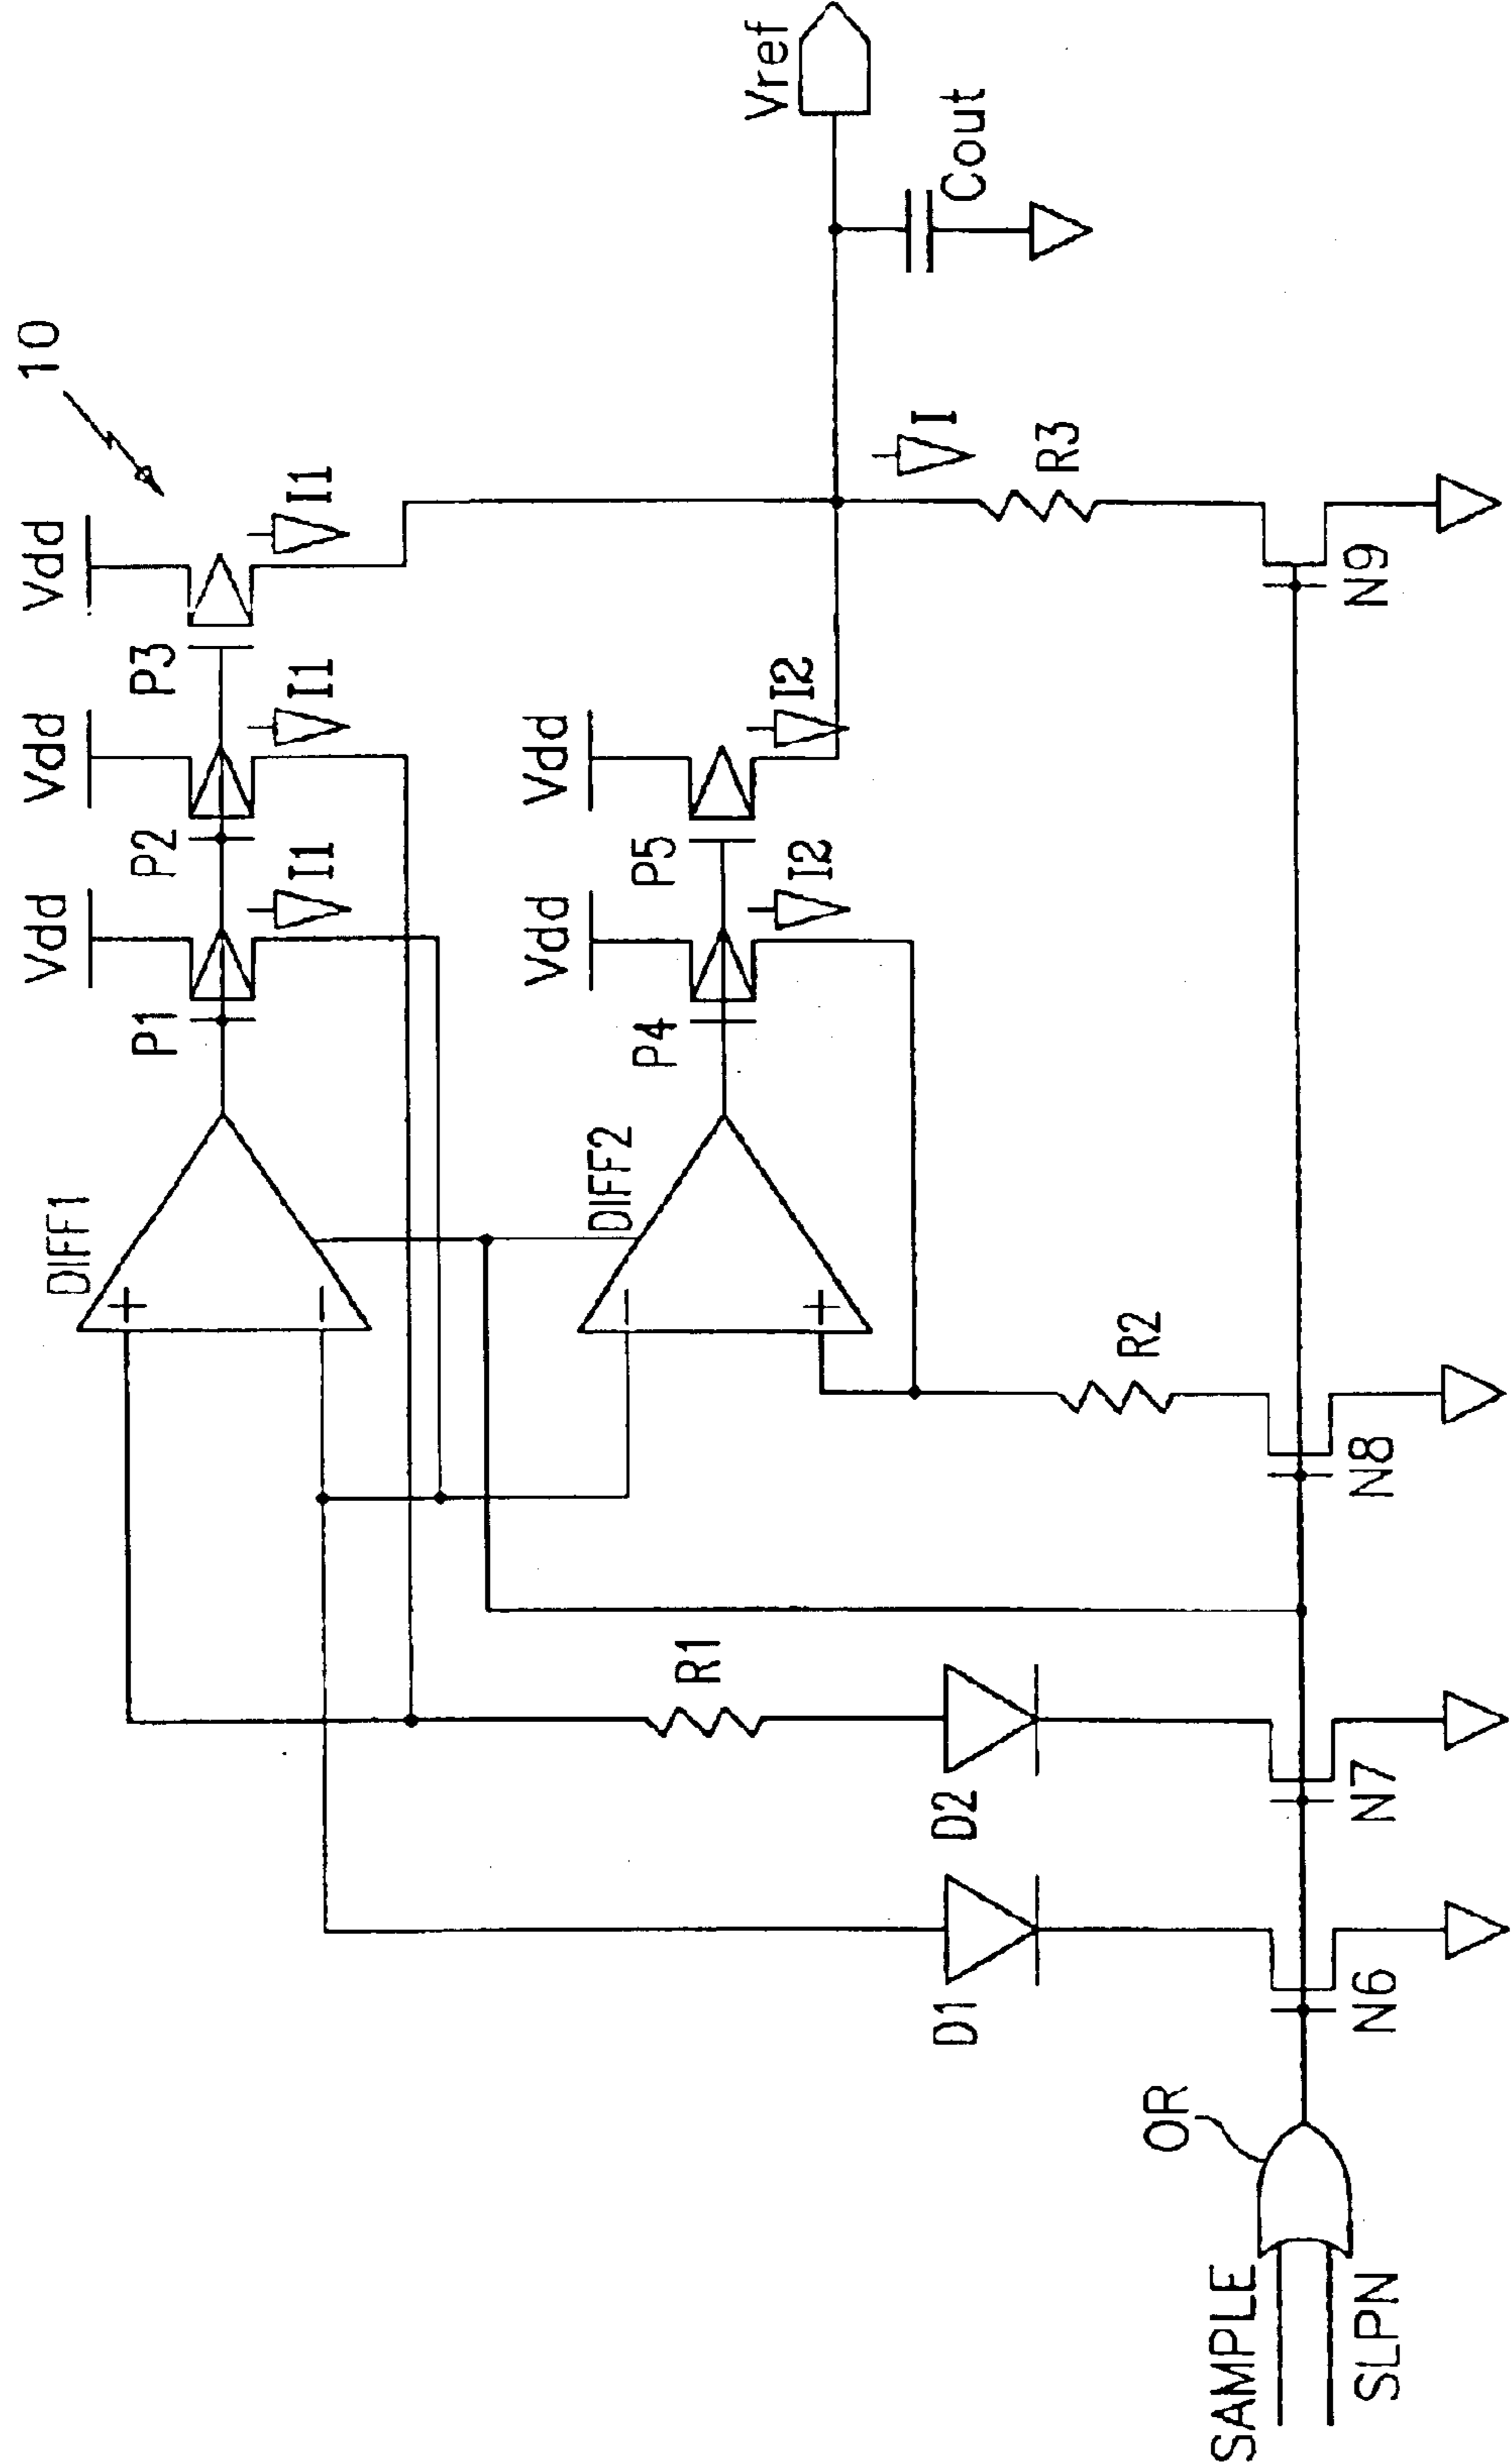 10
Vdd
Vdd
Vdd
DIFF1
P1
P2
P3
I1
I1
I1
Vdd
Vdd
DIFF2
P4
P5
R1
I2
I2
Vref
D1
D2
I
Cout
R3
R2
OR
SAMPLE
SLPN
N6
N7
N8
N9